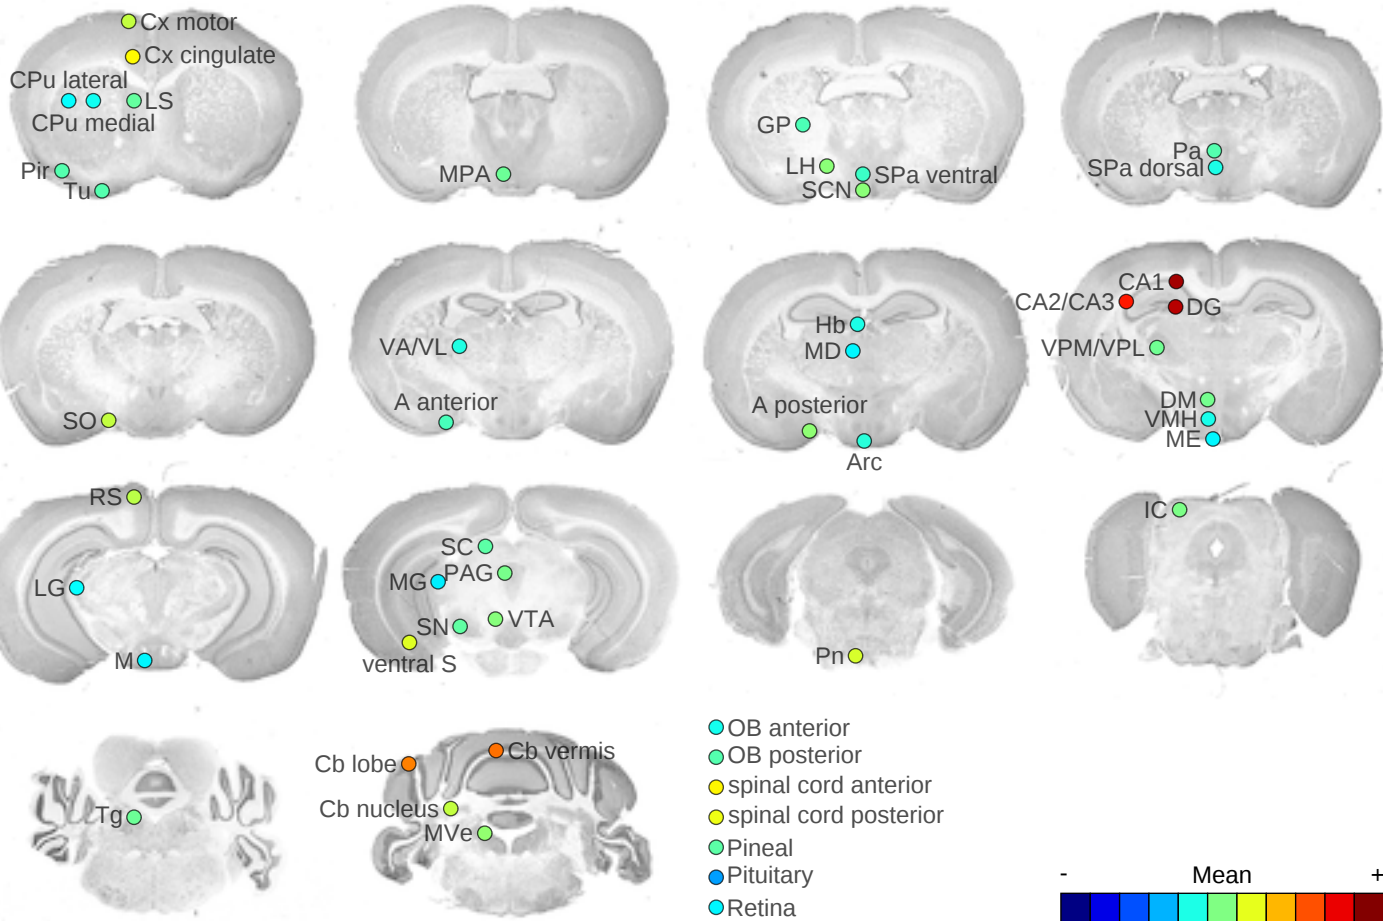 Cx motor
Cx cingulate
CPu lateral
LS
CPu medial
Pir
Tu
MPA
GP
LH
SPa ventral
SCN
Pa
SPa dorsal
SO
VA/VL
A anterior
Hb
MD
A posterior
Arc
CA1
CA2/CA3
DG
VPM/VPL
DM
VMH
ME
RS
LG
M
SC
MG
PAG
SN
VTA
ventral S
Pn
IC
Tg
Cb lobe
Cb vermis
Cb nucleus
MVe
OB anterior
OB posterior
spinal cord anterior
spinal cord posterior
Pineal
Pituitary
Retina
- Mean +